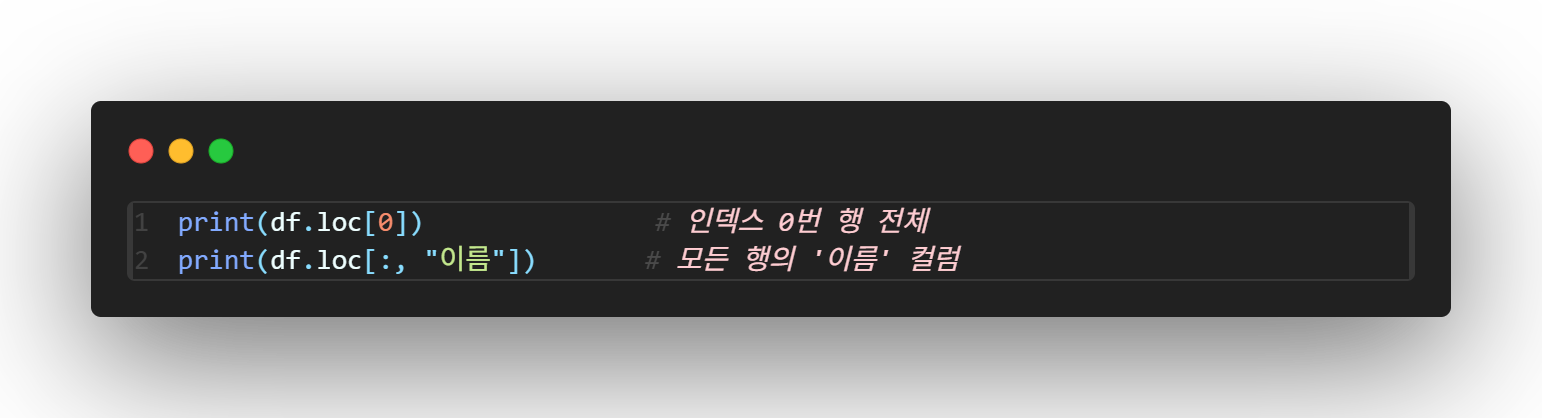 1 print(df.loc[0])               # 인덱스 0번 행 전체
2 print(df.loc[:, "이름"])       # 모든 행의 '이름' 컬럼